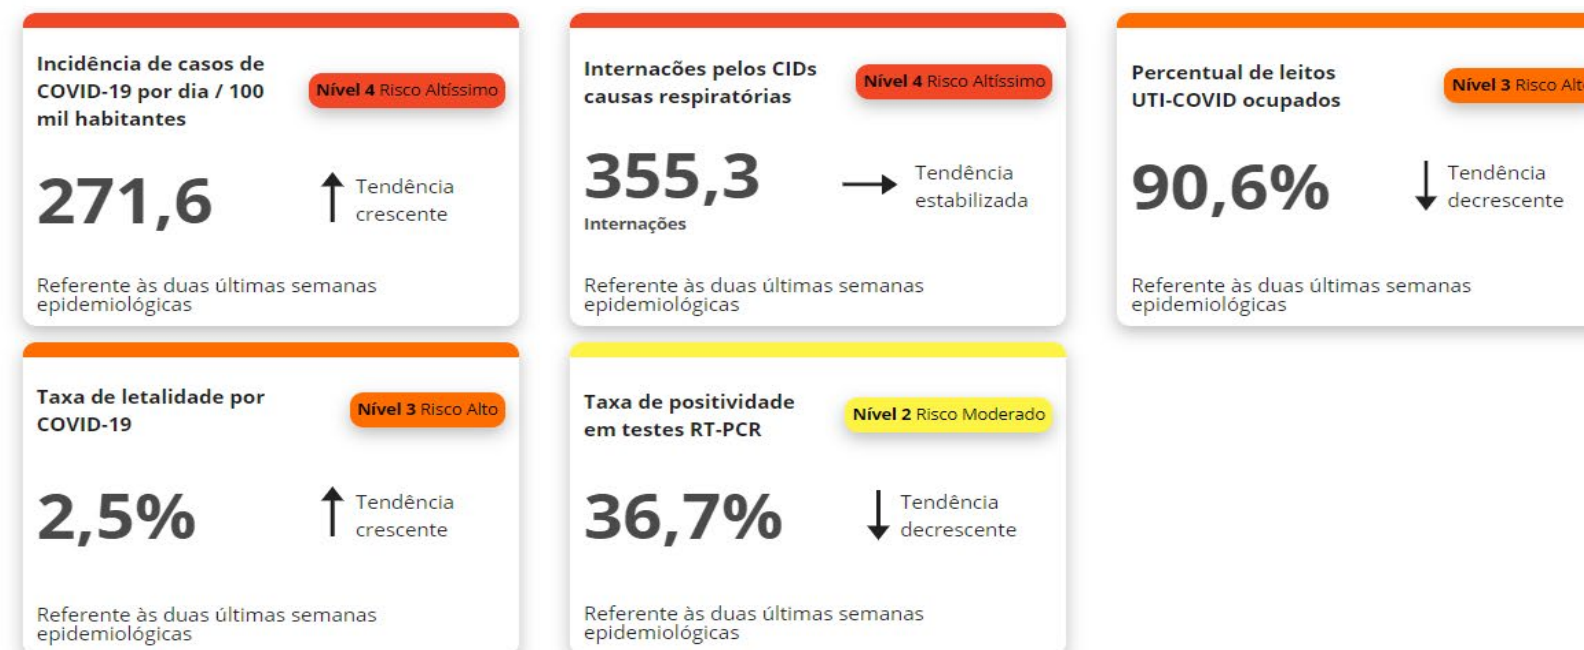 Incidência de casos de
COVID-19 por dia / 100
mil habitantes
Nível 4 Risco Altíssimo
271,6
Tendência
crescente
Referente às duas últimas semanas
epidemiológicas
Internacões pelos CIDs
causas respiratórias
Nível 4 Risco Altíssimo
355,3
Internações
Tendência
estabilizada
Referente às duas últimas semanas
epidemiológicas
Percentual de leitos
UTI-COVID ocupados
Nível 3 Risco Alt
90,6%
Tendência
decrescente
Referente às duas últimas semanas
epidemiológicas
Taxa de letalidade por
COVID-19
Nível 3 Risco Alto
2,5%
Tendência
crescente
Referente às duas últimas semanas
epidemiológicas
Taxa de positividade
em testes RT-PCR
Nível 2 Risco Moderado
36,7%
Tendência
decrescente
Referente às duas últimas semanas
epidemiológicas